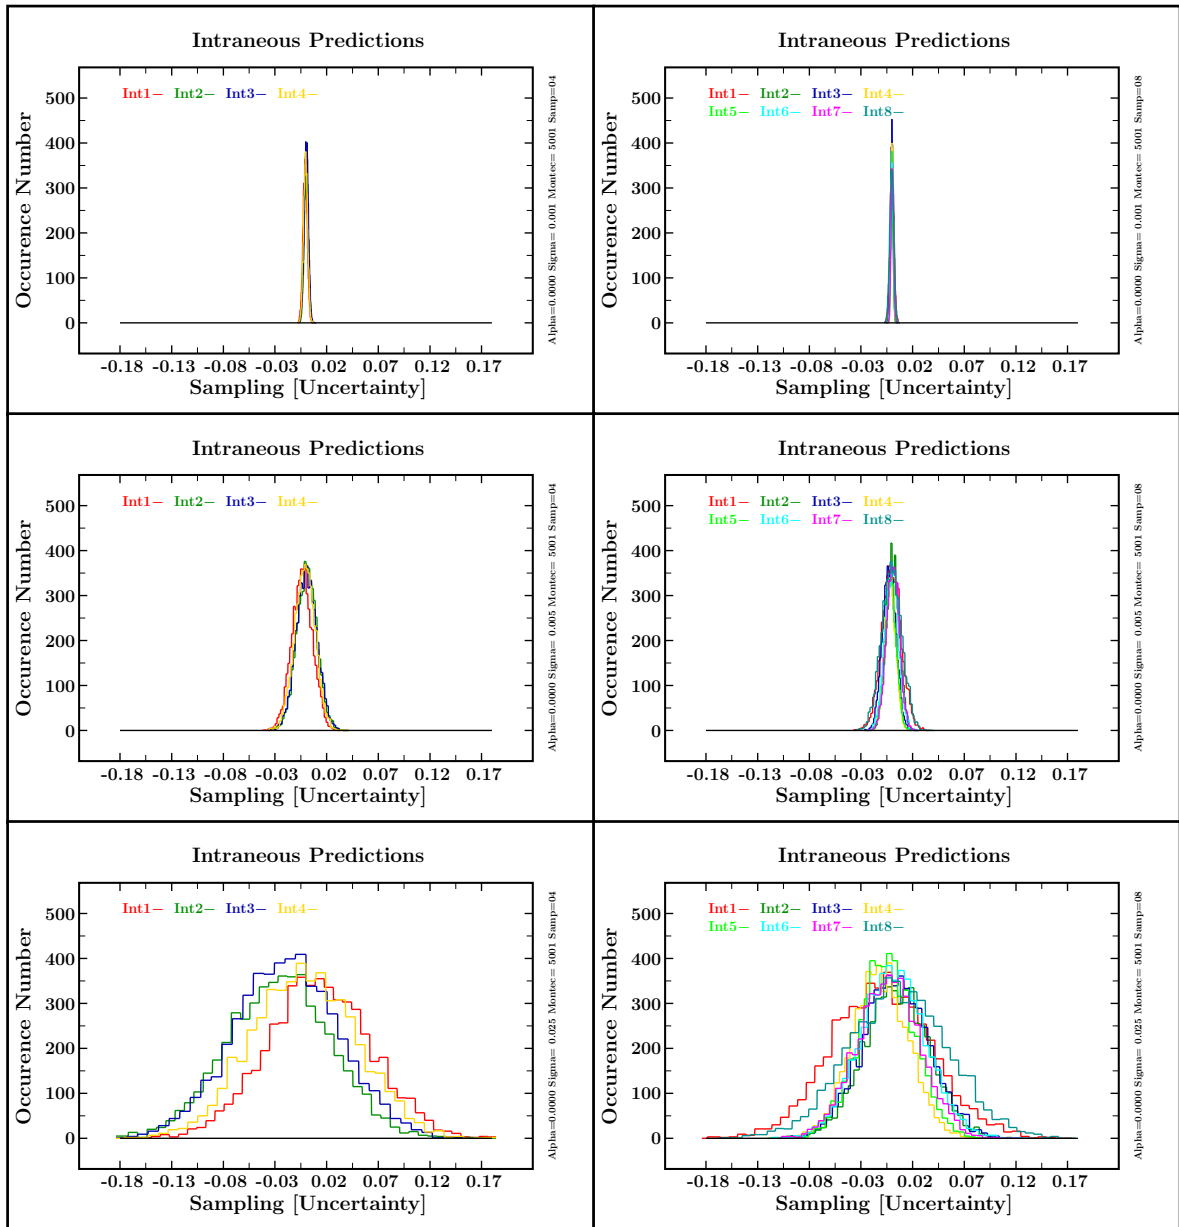 Intraneous Predictions
Int1 Int2 Int3 Int4
500
400
300
200
100
0
Occurence Number
-0.18 -0.13 -0.08 -0.03 0.02 0.07 0.12 0.17
Sampling [Uncertainty]
Alpha=0.0000 Sigma= 0.001 Montec= 5001 Samp=04
Intraneous Predictions
Int1 Int2 Int3 Int4
Int5 Int6 Int7 Int8
500
400
300
200
100
0
Occurence Number
-0.18 -0.13 -0.08 -0.03 0.02 0.07 0.12 0.17
Sampling [Uncertainty]
Alpha=0.0000 Sigma= 0.001 Montec= 5001 Samp=08
Intraneous Predictions
Int1 Int2 Int3 Int4
500
400
300
200
100
0
Occurence Number
-0.18 -0.13 -0.08 -0.03 0.02 0.07 0.12 0.17
Sampling [Uncertainty]
Alpha=0.0000 Sigma= 0.005 Montec= 5001 Samp=04
Intraneous Predictions
Int1 Int2 Int3 Int4
Int5 Int6 Int7 Int8
500
400
300
200
100
0
Occurence Number
-0.18 -0.13 -0.08 -0.03 0.02 0.07 0.12 0.17
Sampling [Uncertainty]
Alpha=0.0000 Sigma= 0.005 Montec= 5001 Samp=08
Intraneous Predictions
Int1 Int2 Int3 Int4
500
400
300
200
100
0
Occurence Number
-0.18 -0.13 -0.08 -0.03 0.02 0.07 0.12 0.17
Sampling [Uncertainty]
Alpha=0.0000 Sigma= 0.025 Montec= 5001 Samp=04
Intraneous Predictions
Int1 Int2 Int3 Int4
Int5 Int6 Int7 Int8
500
400
300
200
100
0
Occurence Number
-0.18 -0.13 -0.08 -0.03 0.02 0.07 0.12 0.17
Sampling [Uncertainty]
Alpha=0.0000 Sigma= 0.025 Montec= 5001 Samp=08